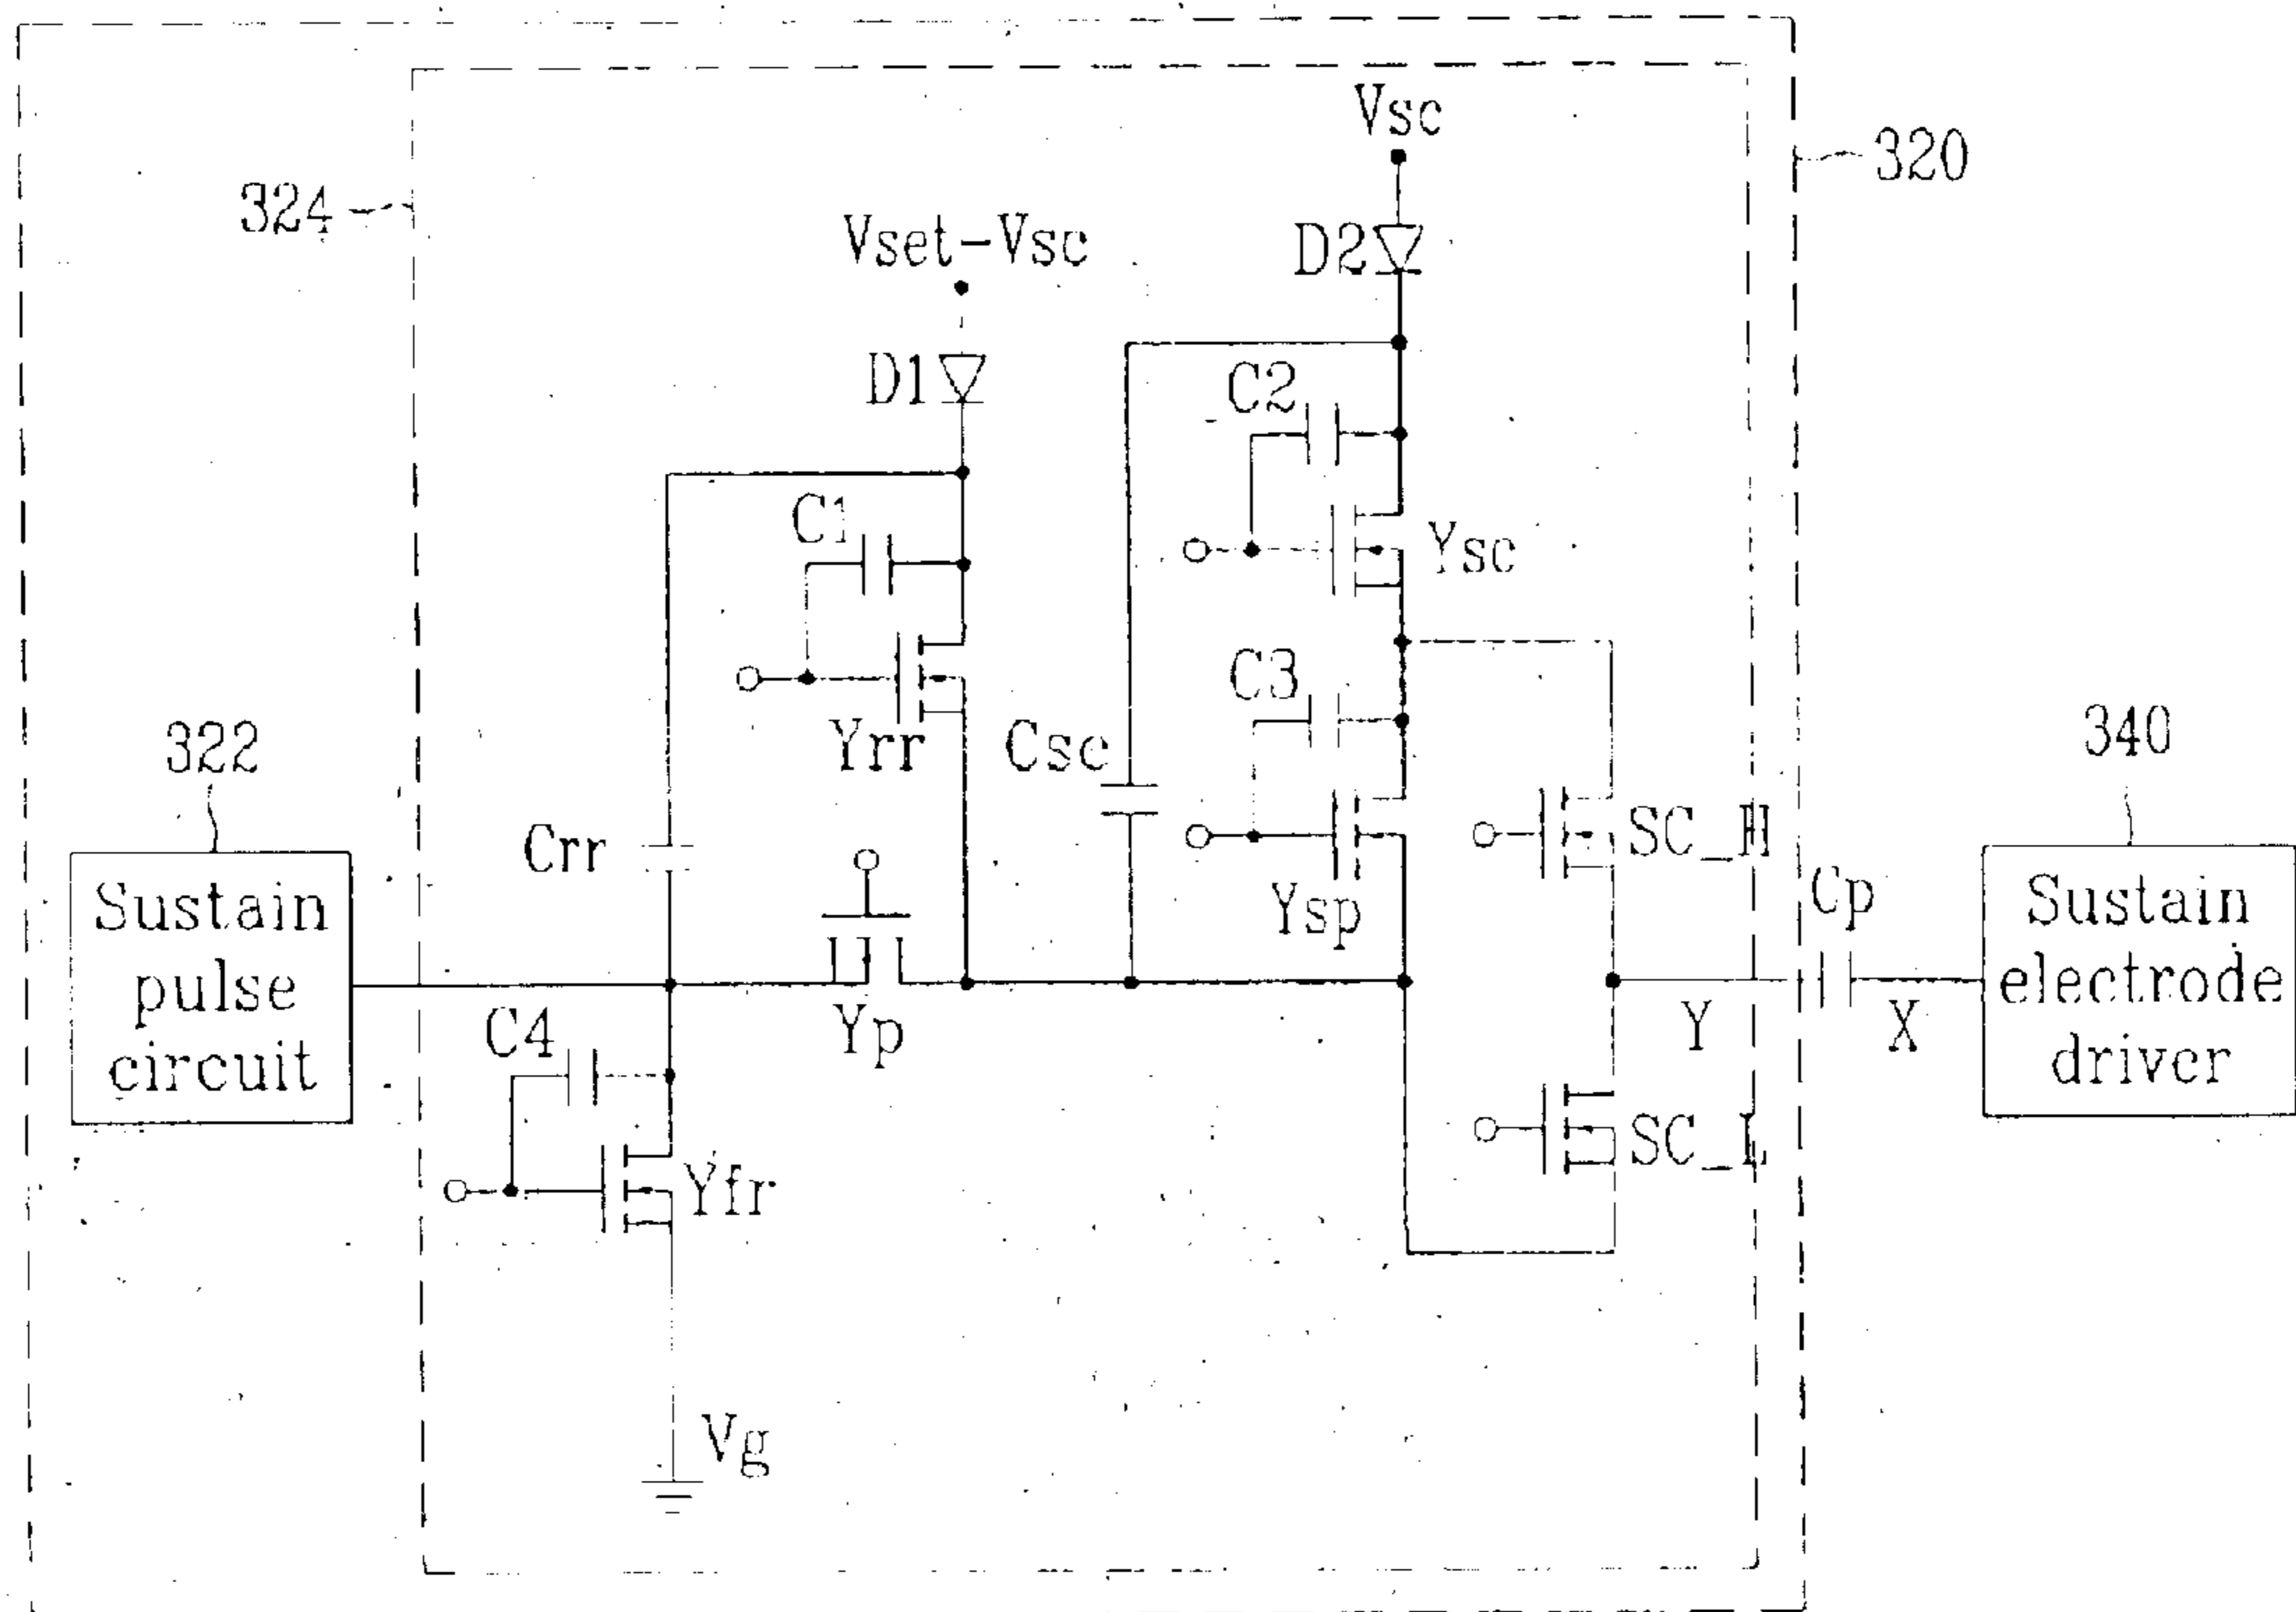 Vsc
320
324
Vset-Vsc
D2
D1
C2
C1
Ysc
C3
Yrr
Csc
322
340
Crr
SC_H
Ysp
Cp
Sustain
pulse
circuit
Sustain
electrode
driver
C4
Yp
Y
X
SC_L
Yfr
Vg